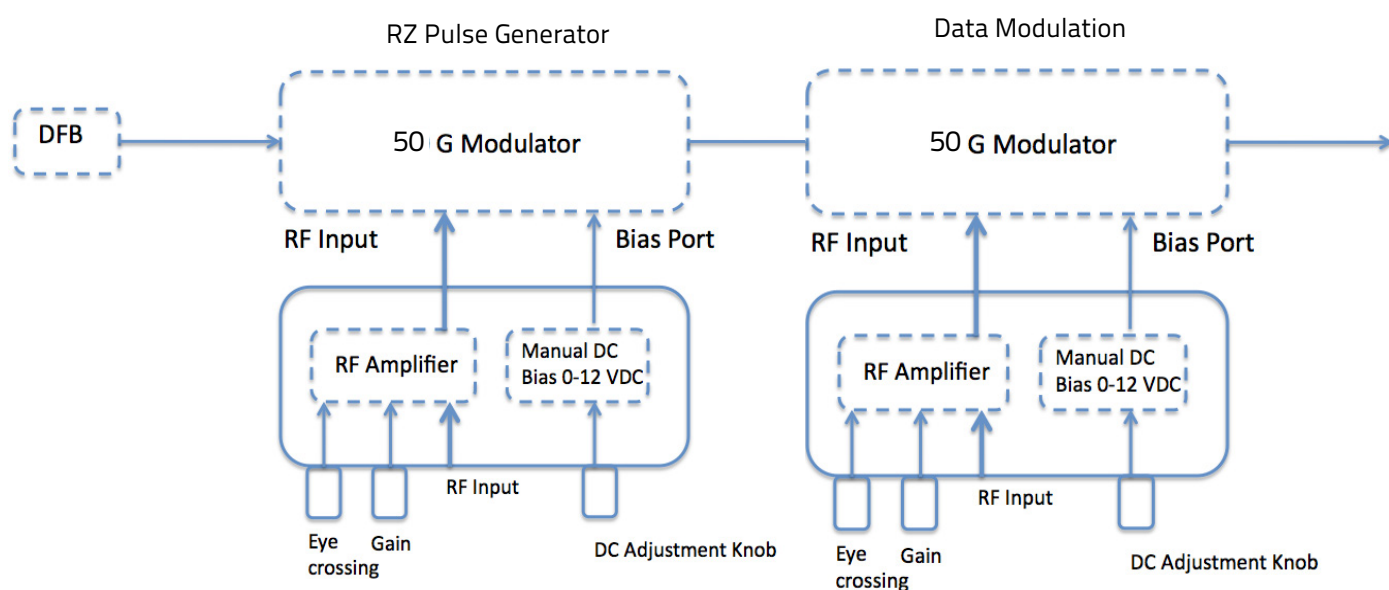 RZ Pulse Generator
Data Modulation
DFB
50 G Modulator
50 G Modulator
RF Input
Bias Port
RF Input
Bias Port
RF Amplifier
Manual DC
Bias 0-12 VDC
RF Amplifier
Manual DC
Bias 0-12 VDC
RF Input
Eye
crossing
Gain
DC Adjustment Knob
RF Input
Eye
crossing
Gain
DC Adjustment Knob